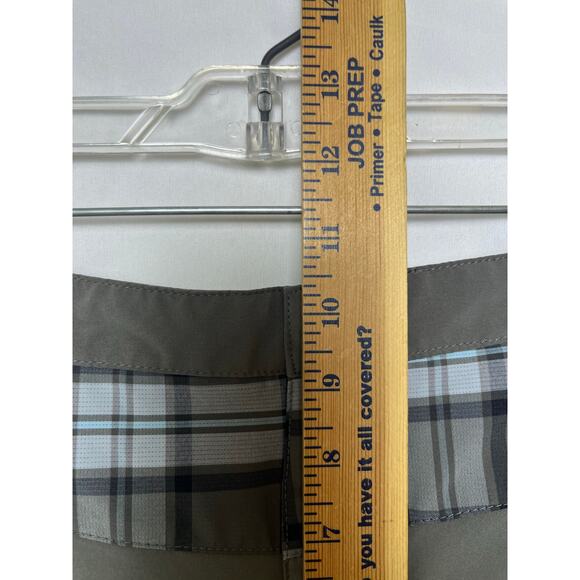 JOB PREP
• Primer • Tape • Caulk
you have it all covered?
14
13
12
11
10
9
8
7